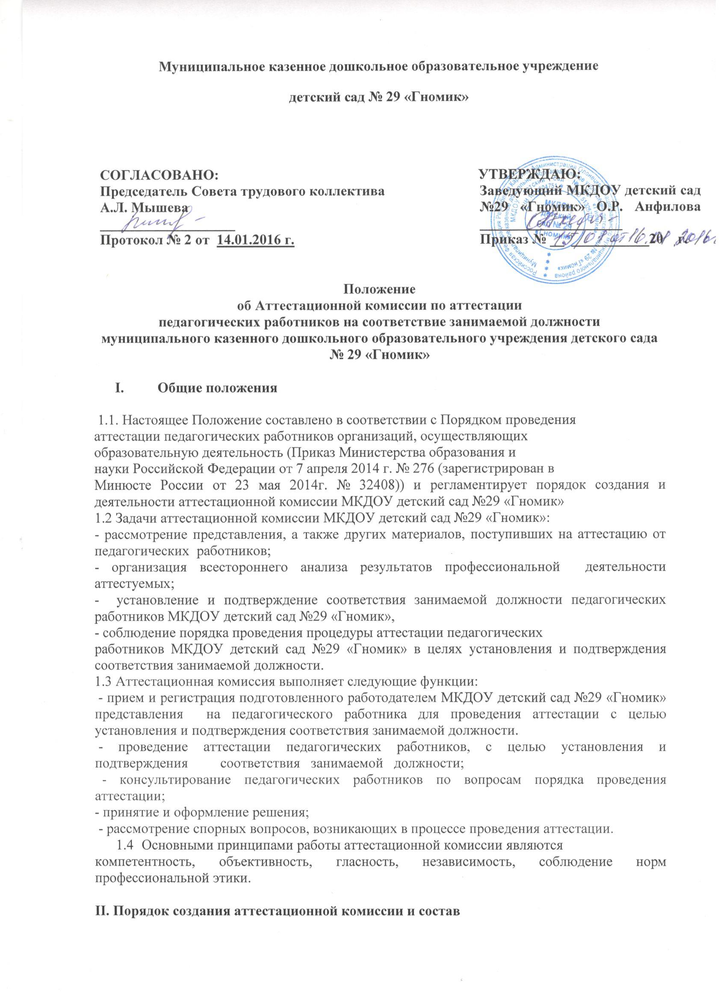 Муниципальное казенное дошкольное образовательное учреждение
детский сад № 29 «Гномик»
СОГЛАСОВАНО:
Председатель Совета трудового коллектива
А.Л. Мышева
Протокол № 2 от 14.01.2016 г.
УТВЕРЖДАЮ:
Заведующий МКДОУ детский сад
№29 «Гномик» О.Р. Анфилова
Приказ № 20 г. 2016
МКДОУ
детский
сад № 29
«Гномик»
Положение
об Аттестационной комиссии по аттестации
педагогических работников на соответствие занимаемой должности
муниципального казенного дошкольного образовательного учреждения детского сада
№ 29 «Гномик»
I. Общие положения
1.1. Настоящее Положение составлено в соответствии с Порядком проведения
аттестации педагогических работников организаций, осуществляющих
образовательную деятельность (Приказ Министерства образования и
науки Российской Федерации от 7 апреля 2014 г. № 276 (зарегистрирован в
Минюсте России от 23 мая 2014г. № 32408)) и регламентирует порядок создания и
деятельности аттестационной комиссии МКДОУ детский сад №29 «Гномик»
1.2 Задачи аттестационной комиссии МКДОУ детский сад №29 «Гномик»:
- рассмотрение представления, а также других материалов, поступивших на аттестацию от
педагогических работников;
- организация всестороннего анализа результатов профессиональной деятельности
аттестуемых;
- установление и подтверждение соответствия занимаемой должности педагогических
работников МКДОУ детский сад №29 «Гномик»,
- соблюдение порядка проведения процедуры аттестации педагогических
работников МКДОУ детский сад №29 «Гномик» в целях установления и подтверждения
соответствия занимаемой должности.
1.3 Аттестационная комиссия выполняет следующие функции:
- прием и регистрация подготовленного работодателем МКДОУ детский сад №29 «Гномик»
представления на педагогического работника для проведения аттестации с целью
установления и подтверждения соответствия занимаемой должности.
- проведение аттестации педагогических работников, с целью установления и
подтверждения соответствия занимаемой должности;
- консультирование педагогических работников по вопросам порядка проведения
аттестации;
- принятие и оформление решения;
- рассмотрение спорных вопросов, возникающих в процессе проведения аттестации.
1.4 Основными принципами работы аттестационной комиссии являются
компетентность, объективность, гласность, независимость, соблюдение норм
профессиональной этики.
II. Порядок создания аттестационной комиссии и состав